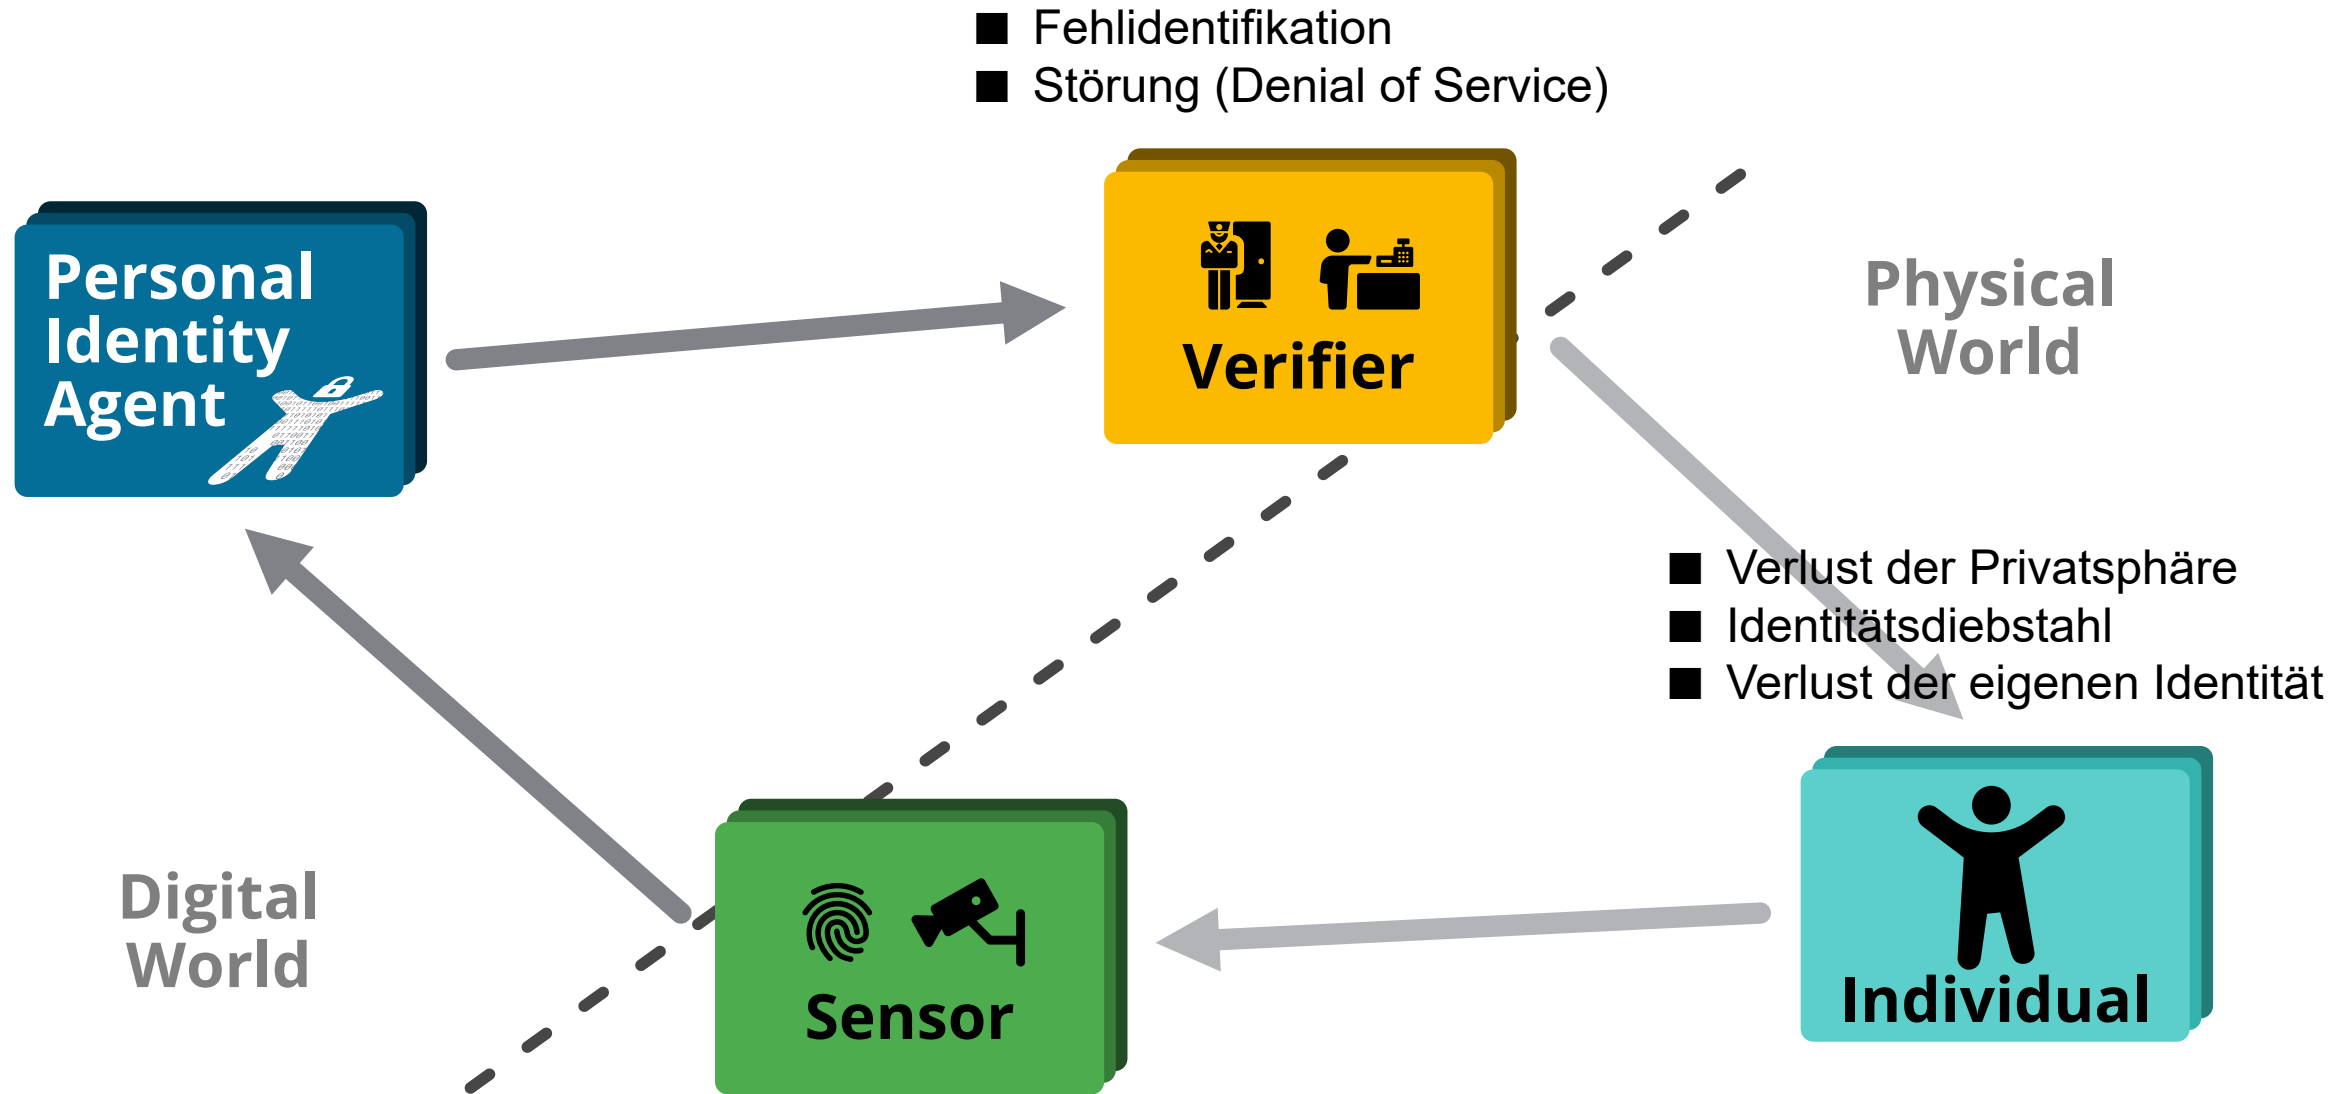 ■ Fehlidentifikation
■ Störung (Denial of Service)
Personal
Identity
Agent
Verifier
Physical
World
■ Verlust der Privatsphäre
■ Identitätsdiebstahl
■ Verlust der eigenen Identität
Digital
World
Sensor
Individual